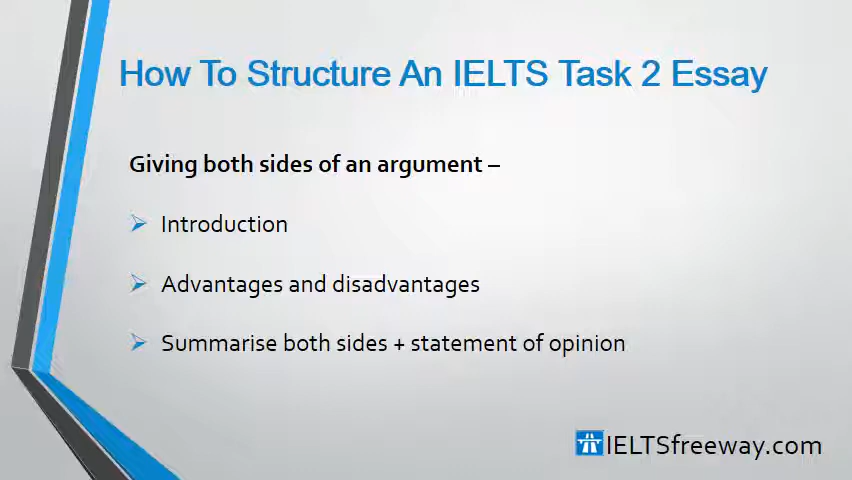 How To Structure An IELTS Task 2 Essay
Giving both sides of an argument –
Introduction
Advantages and disadvantages
Summarise both sides + statement of opinion
IELTSfreeway.com